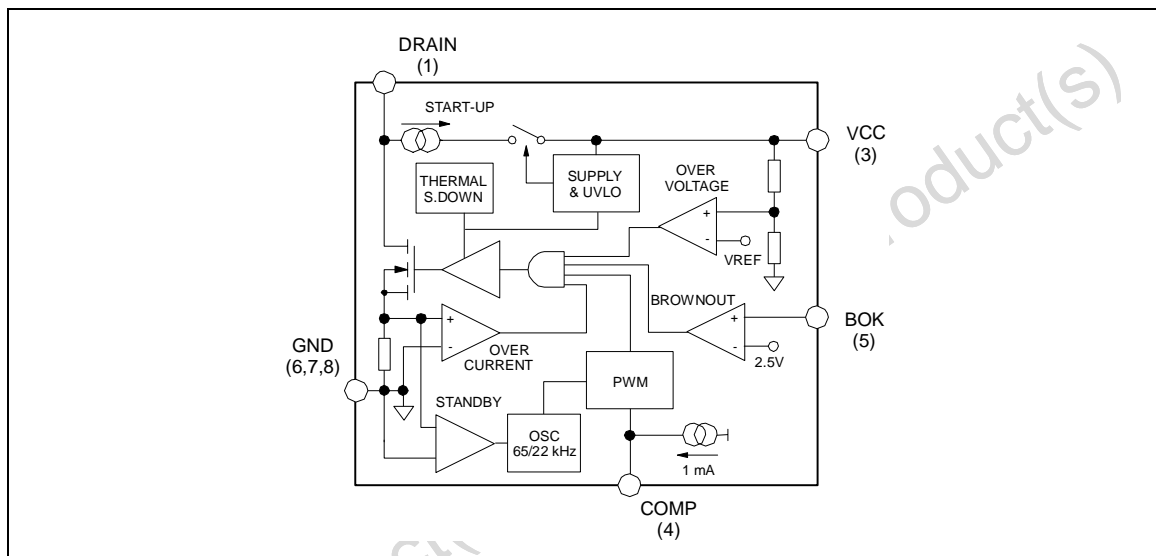 DRAIN
(1)
START-UP
VCC
(3)
THERMAL
S.DOWN
SUPPLY
& UVLO
OVER
VOLTAGE
+
-
VREF
BROWNOUT
+
-
2.5V
BOK
(5)
+
-
OVER
CURRENT
GND
(6,7,8)
STANDBY
PWM
OSC
65/22 kHz
1 mA
COMP
(4)